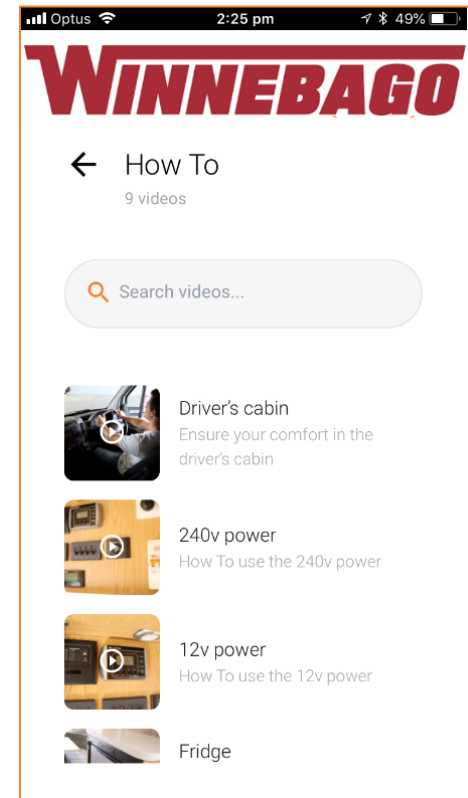 Optus 2:25 pm 49%
WINNEBAGO
How To
9 videos
Search videos...
Driver's cabin
Ensure your comfort in the
driver's cabin
240v power
How To use the 240v power
12v power
How To use the 12v power
Fridge